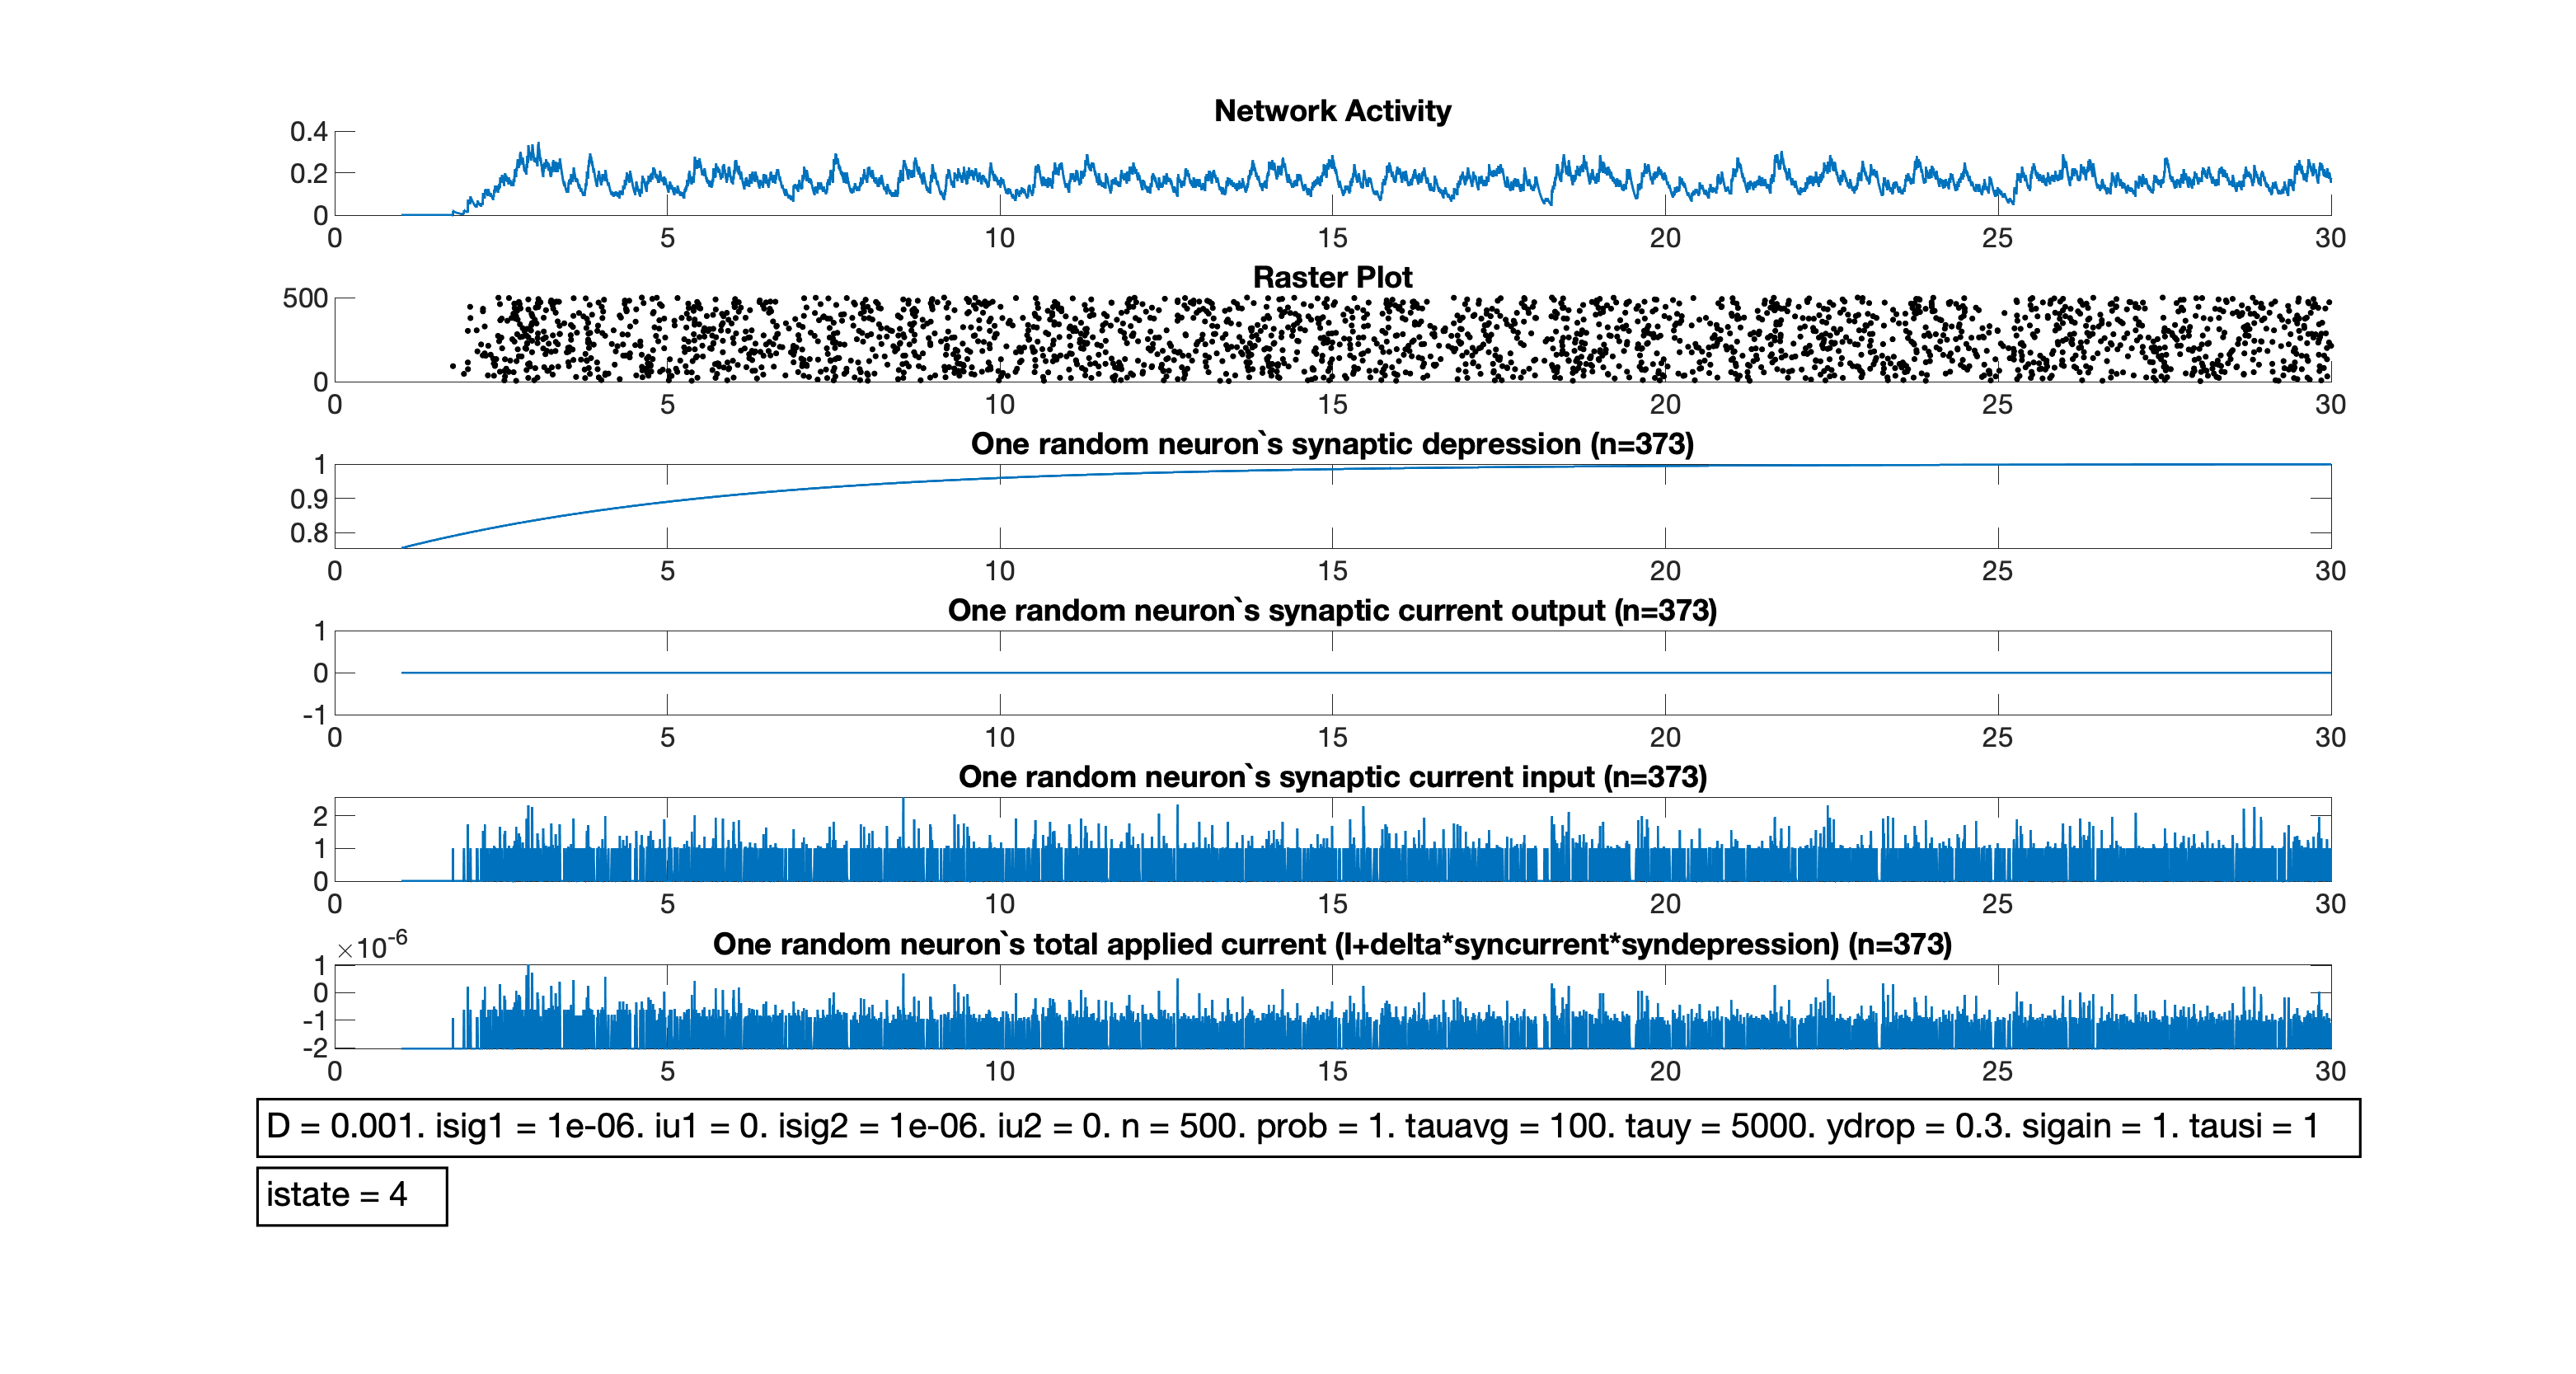 Network Activity
0.4
0.2
0
0 5 10 15 20 25 30
Raster Plot
500
0
0 5 10 15 20 25 30
One random neuron`s synaptic depression (n=373)
1
0.9
0.8
0 5 10 15 20 25 30
One random neuron`s synaptic current output (n=373)
1
0
-1
0 5 10 15 20 25 30
One random neuron`s synaptic current input (n=373)
2
1
0
0 5 10 15 20 25 30
×10-6
One random neuron`s total applied current (I+delta*syncurrent*syndepression) (n=373)
1
0
-1
-2
0 5 10 15 20 25 30
D = 0.001. isig1 = 1e-06. iu1 = 0. isig2 = 1e-06. iu2 = 0. n = 500. prob = 1. tauavg = 100. tauy = 5000. ydrop = 0.3. sigain = 1. tausi = 1
istate = 4